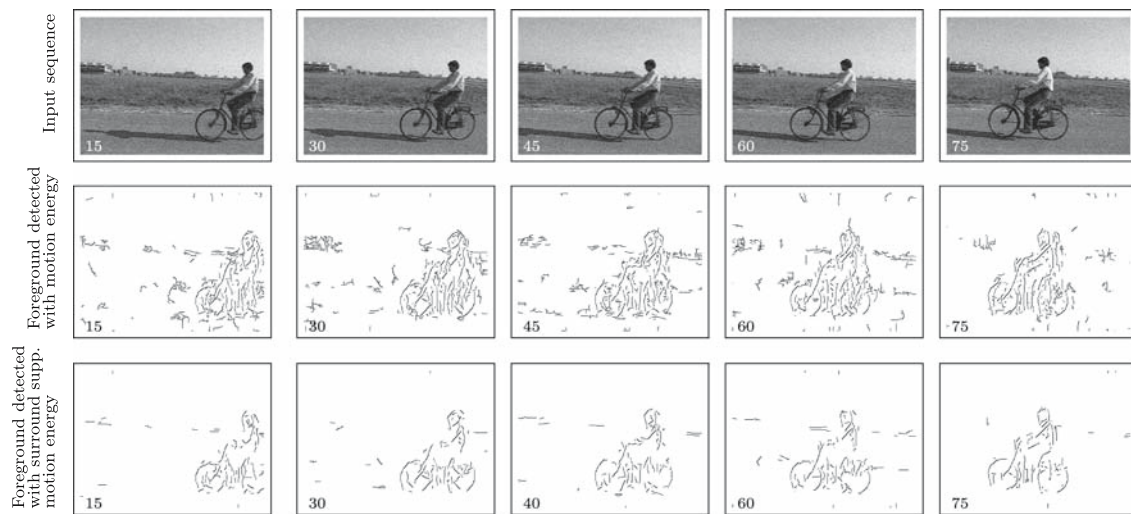 Input sequence
15
30
45
60
75
Foreground detected
with motion energy
15
30
45
60
75
Foreground detected
with surround supp.
motion energy
15
30
40
60
75